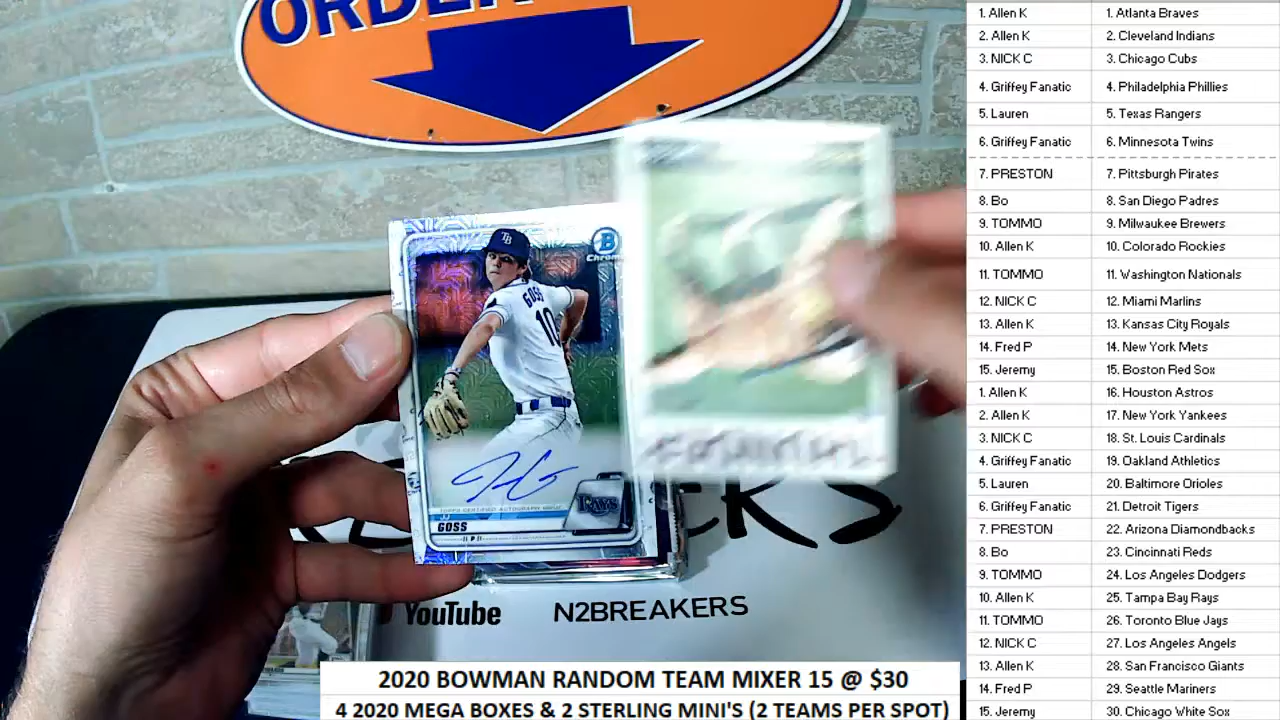 ORDER
TB
B
Chrome
GOSS
10
RAYS
TOPPS CERTIFIED AUTOGRAPH ISSUE
JJ
GOSS
P
YouTube
N2BREAKERS
2020 BOWMAN RANDOM TEAM MIXER 15 @ $30
4 2020 MEGA BOXES & 2 STERLING MINI'S (2 TEAMS PER SPOT)
1. Allen K 1. Atlanta Braves
2. Allen K 2. Cleveland Indians
3. NICK C 3. Chicago Cubs
4. Griffey Fanatic 4. Philadelphia Phillies
5. Lauren 5. Texas Rangers
6. Griffey Fanatic 6. Minnesota Twins
7. PRESTON 7. Pittsburgh Pirates
8. Bo 8. San Diego Padres
9. TOMMO 9. Milwaukee Brewers
10. Allen K 10. Colorado Rockies
11. TOMMO 11. Washington Nationals
12. NICK C 12. Miami Marlins
13. Allen K 13. Kansas City Royals
14. Fred P 14. New York Mets
15. Jeremy 15. Boston Red Sox
1. Allen K 16. Houston Astros
2. Allen K 17. New York Yankees
3. NICK C 18. St. Louis Cardinals
4. Griffey Fanatic 19. Oakland Athletics
5. Lauren 20. Baltimore Orioles
6. Griffey Fanatic 21. Detroit Tigers
7. PRESTON 22. Arizona Diamondbacks
8. Bo 23. Cincinnati Reds
9. TOMMO 24. Los Angeles Dodgers
10. Allen K 25. Tampa Bay Rays
11. TOMMO 26. Toronto Blue Jays
12. NICK C 27. Los Angeles Angels
13. Allen K 28. San Francisco Giants
14. Fred P 29. Seattle Mariners
15. Jeremy 30. Chicago White Sox